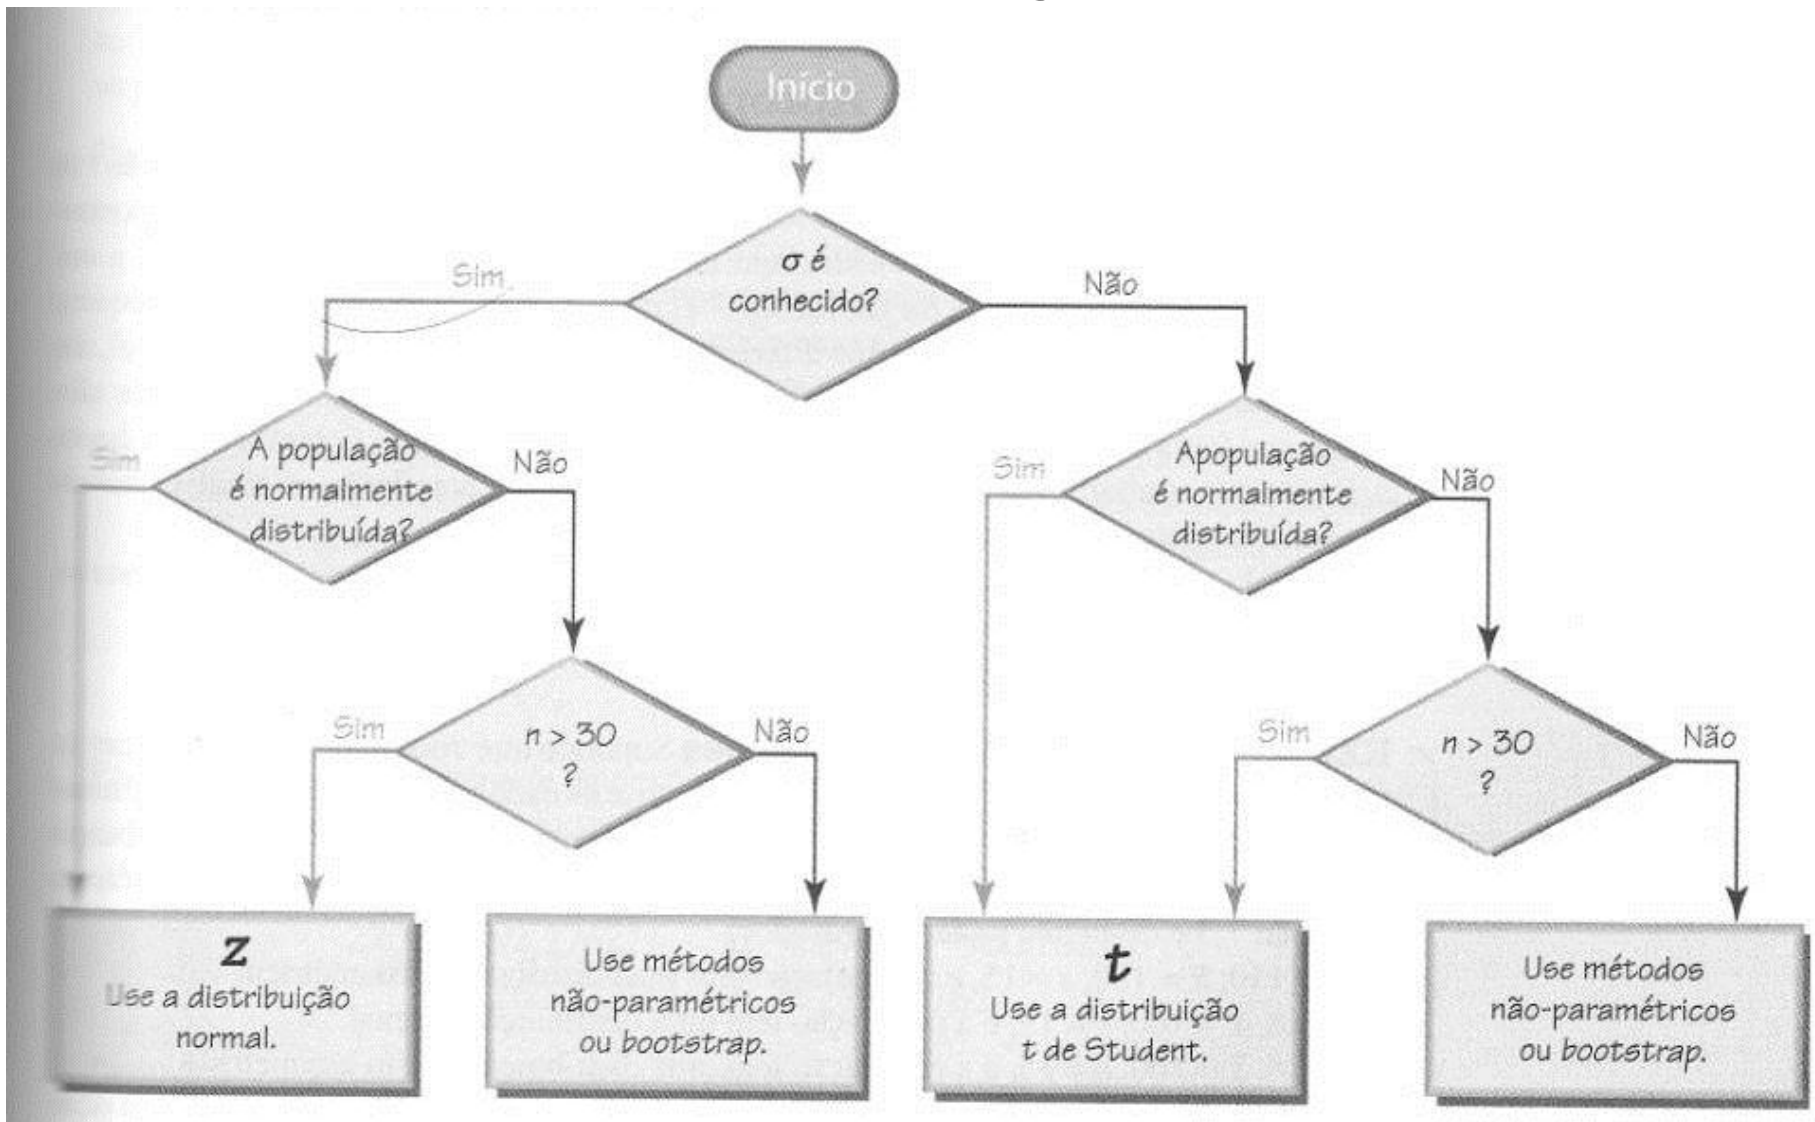 Início
σ é
conhecido?
Sim
Não
A população
é normalmente
distribuída?
Sim
Não
Apopulação
é normalmente
distribuída?
Sim
Não
n > 30
?
Sim
Não
n > 30
?
Sim
Não
z
Use a distribuição
normal.
Use métodos
não-paramétricos
ou bootstrap.
t
Use a distribuição
t de Student.
Use métodos
não-paramétricos
ou bootstrap.